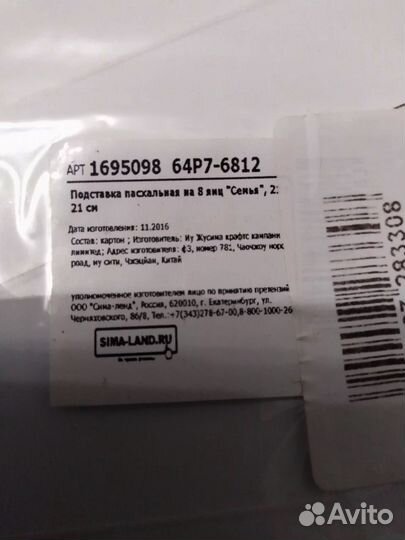 АРТ 1695098 64Р7-6812
Подставка пасхальная на 8 яиц "Семья", 2
21 см
Дата изготовления: 11.2016
Состав: картон ; Изготовитель: Иу Жусима крафтс кампани
лимитед; Адрес изготовителя: ф3, номер 781, Чаочжоу норс
роад, иу сити, Чжэцзян, Китай
уполномоченное изготовителем лицо по принятию претензий
ООО "Сима-ленд", Россия, 620010, г. Екатеринбург, ул.
Черняховского, 86/8, Тел.:+7(343)278-67-00,8-800-1000-26
SIMA-LAND.RU
283308
Avito